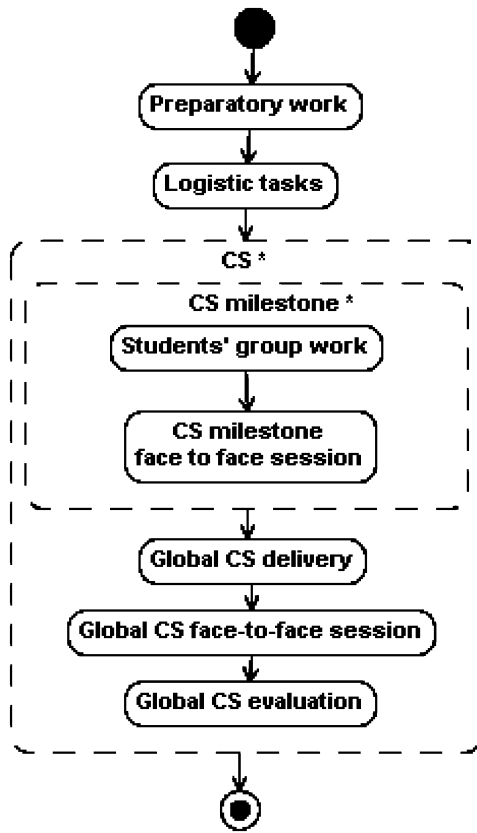 Preparatory work
Logistic tasks
CS *
CS milestone *
Students' group work
CS milestone
face to face session
Global CS delivery
Global CS face-to-face session
Global CS evaluation